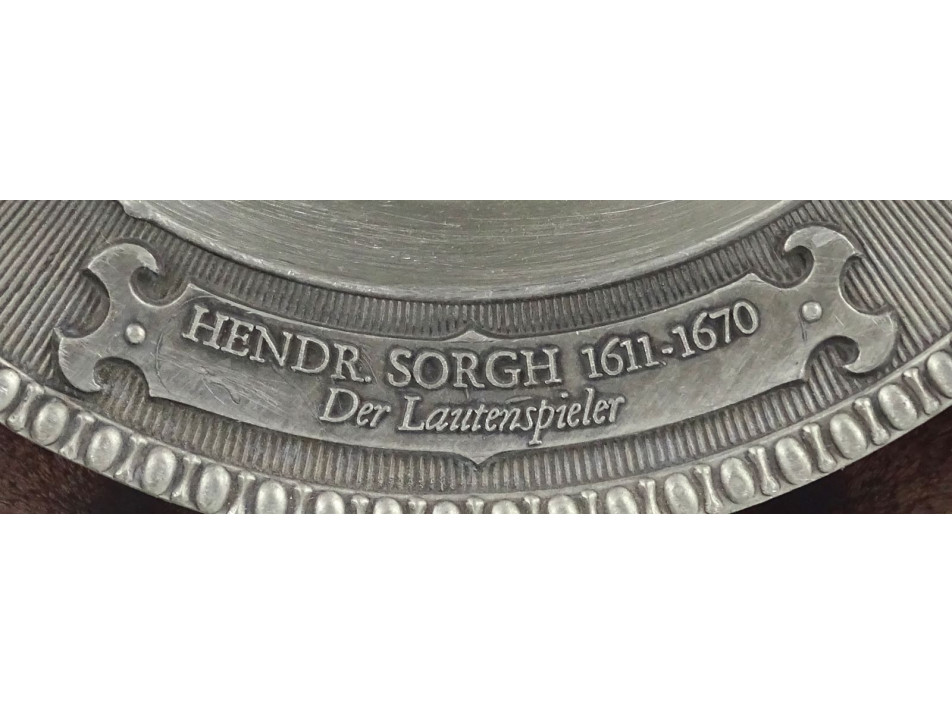 HENDR. SORGH 1611-1670
Der Lautenspieler